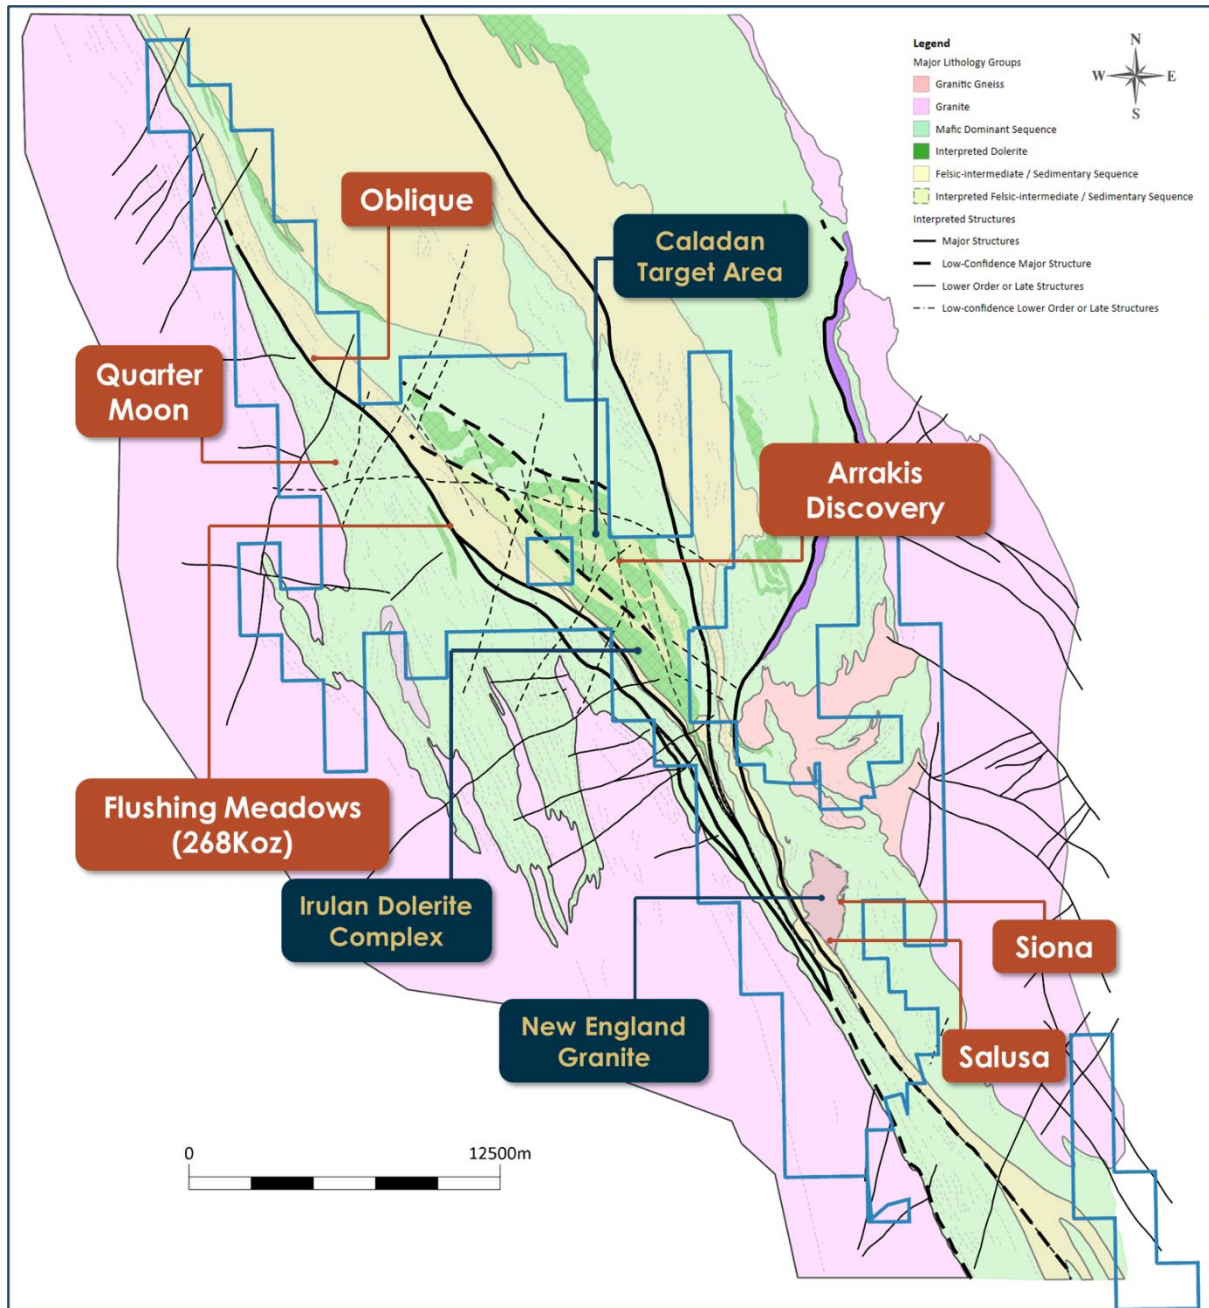 Legend
Major Lithology Groups
Granitic Gneiss
Granite
Mafic Dominant Sequence
Interpreted Dolerite
Felsic-intermediate / Sedimentary Sequence
Interpreted Felsic-intermediate / Sedimentary Sequence
Interpreted Structures
Major Structures
Low-Confidence Major Structure
Lower Order or Late Structures
Low-confidence Lower Order or Late Structures
N
W
E
S
Oblique
Caladan
Target Area
Quarter
Moon
Arrakis
Discovery
Flushing Meadows
(268Koz)
Irulan Dolerite
Complex
Siona
New England
Granite
Salusa
0
12500m